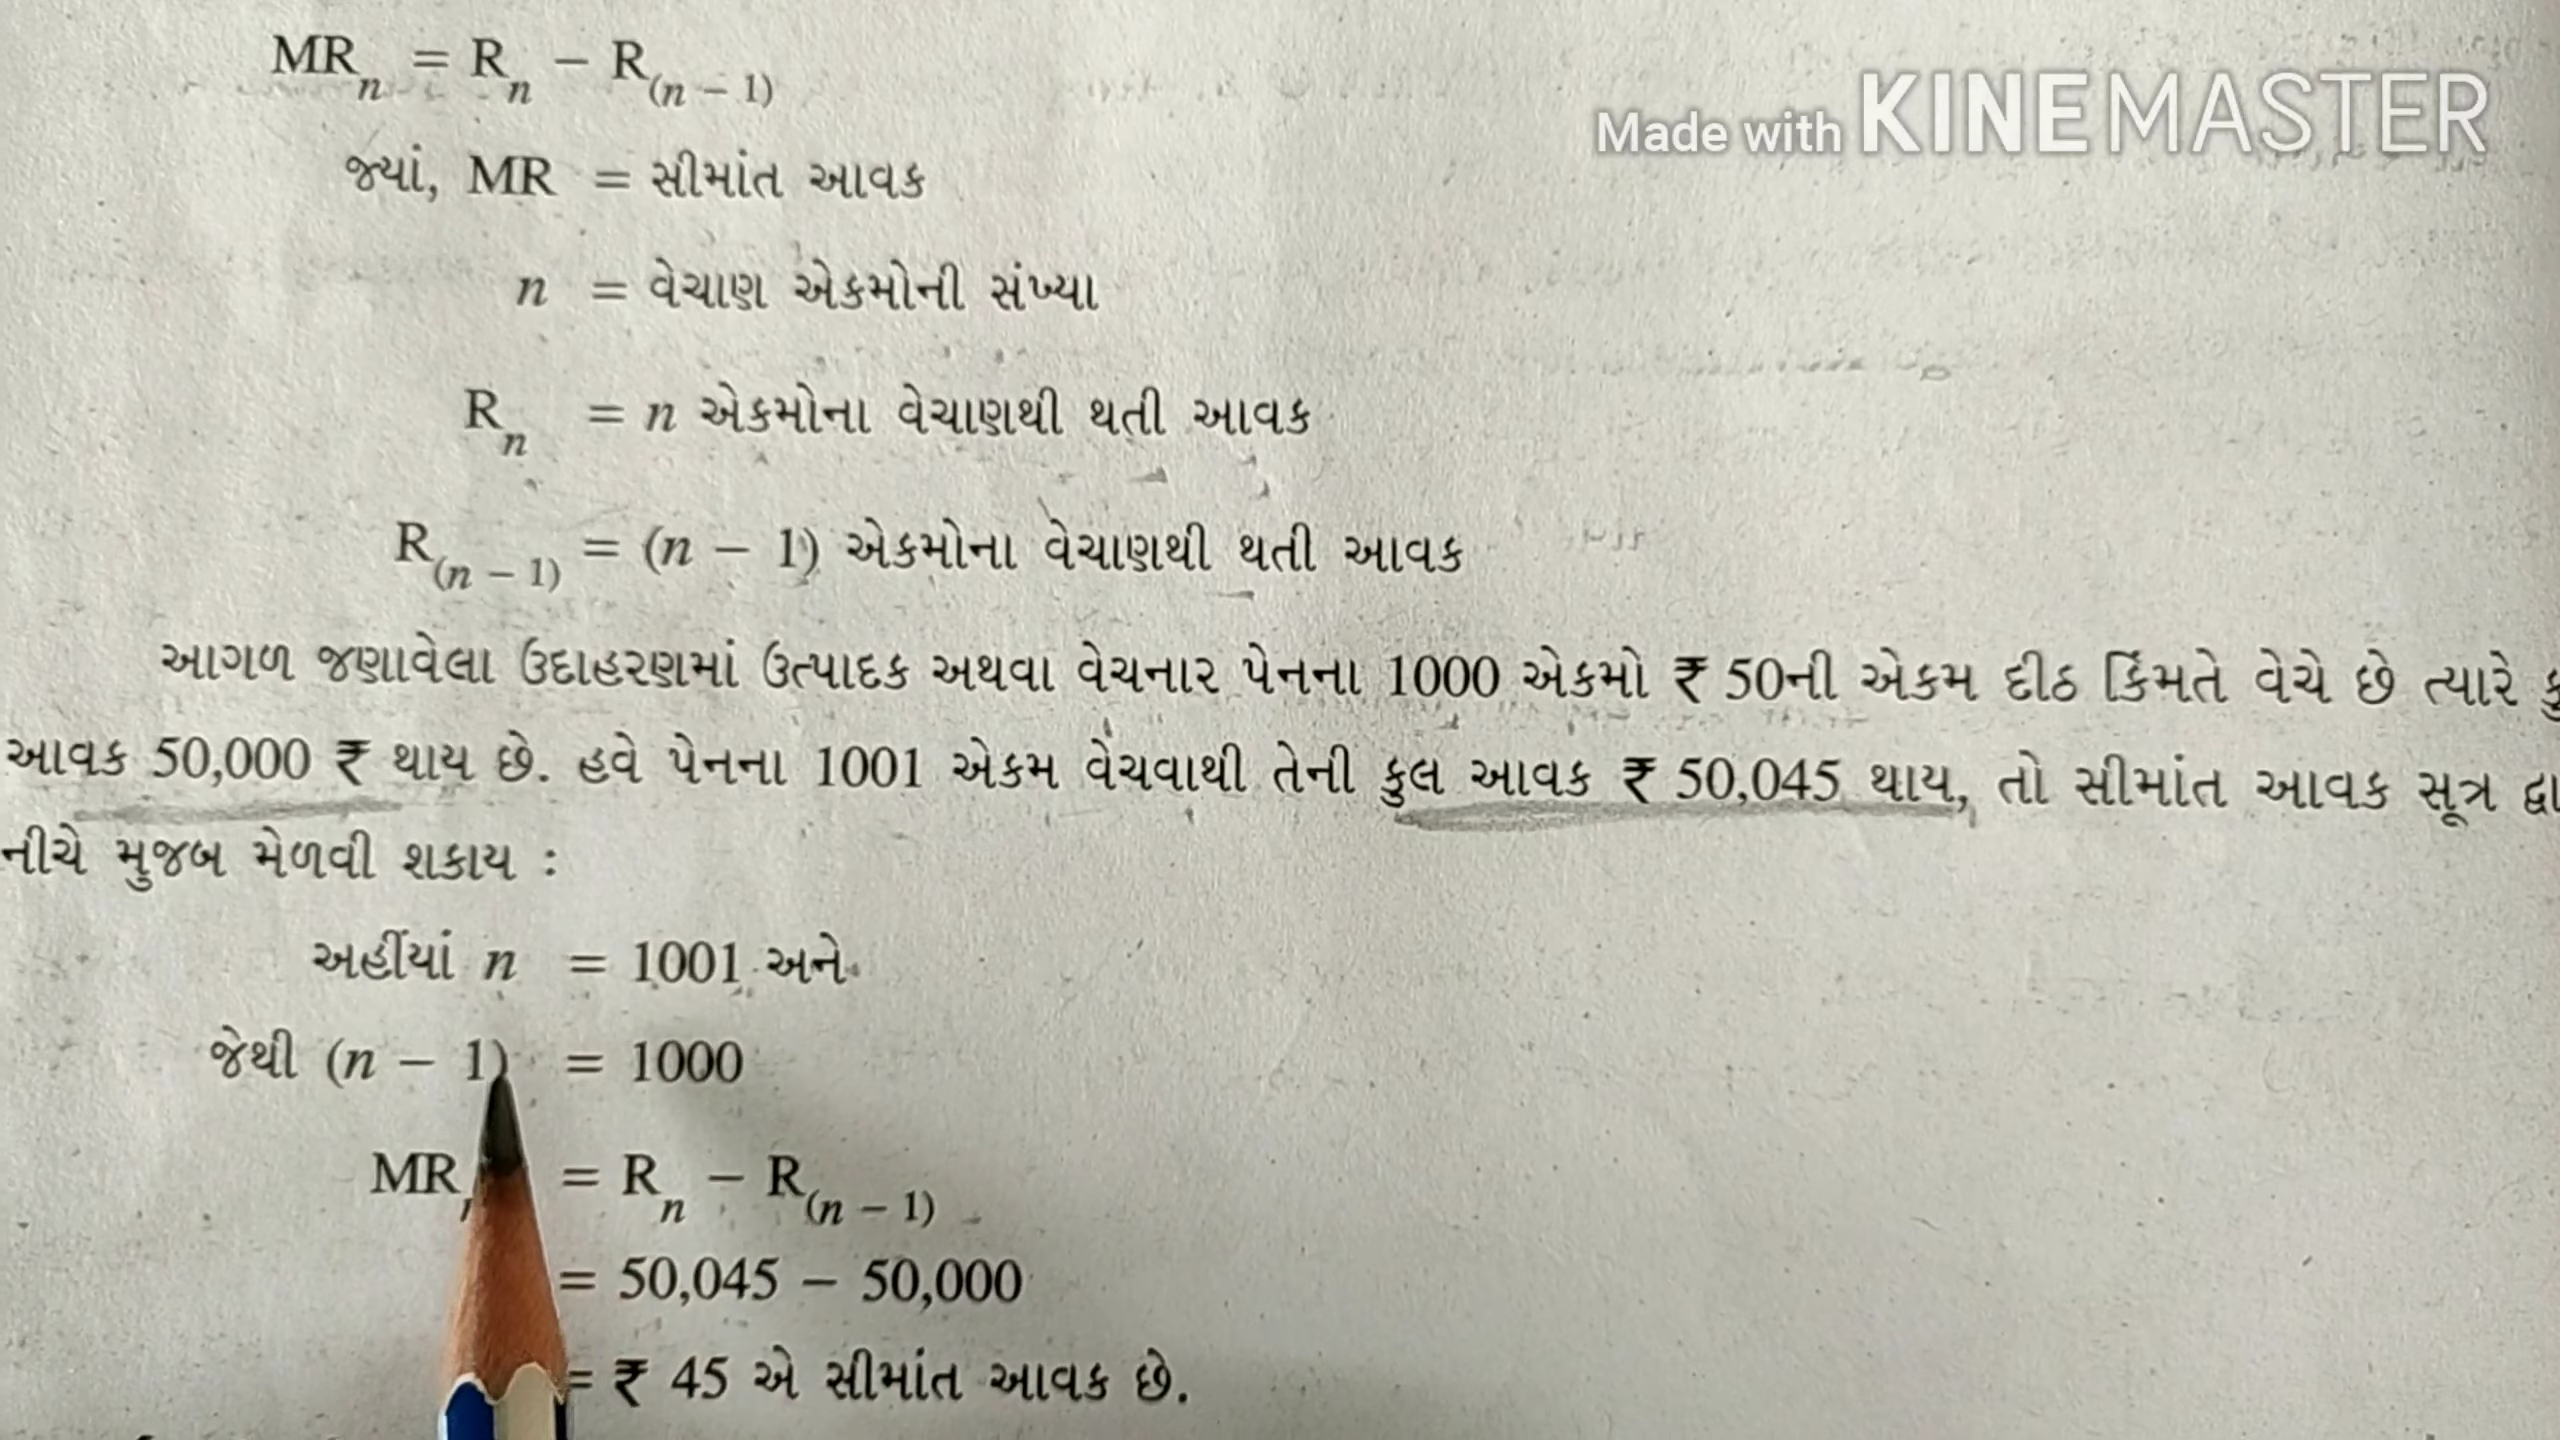 MRn = Rn − R(n − 1)
Made with KINEMASTER
જ્યાં, MR = સીમાંત આવક
n = વેચાણ એકમોની સંખ્યા
Rn = n એકમોના વેચાણથી થતી આવક
R(n − 1) = (n − 1) એકમોના વેચાણથી થતી આવક
આગળ જણાવેલા ઉદાહરણમાં ઉત્પાદક અથવા વેચનાર પેનના 1000 એકમો ₹ 50ની એકમ દીઠ કિંમતે વેચે છે ત્યારે
આવક 50,000 ₹ થાય છે. હવે પેનના 1001 એકમ વેચવાથી તેની કુલ આવક ₹ 50,045 થાય, તો સીમાંત આવક સૂત્ર
નીચે મુજબ મેળવી શકાય :
અહીંયાં n = 1001 અને
જેથી (n − 1) = 1000
MR = Rn − R(n − 1)
= 50,045 − 50,000
= ₹ 45 એ સીમાંત આવક છે.